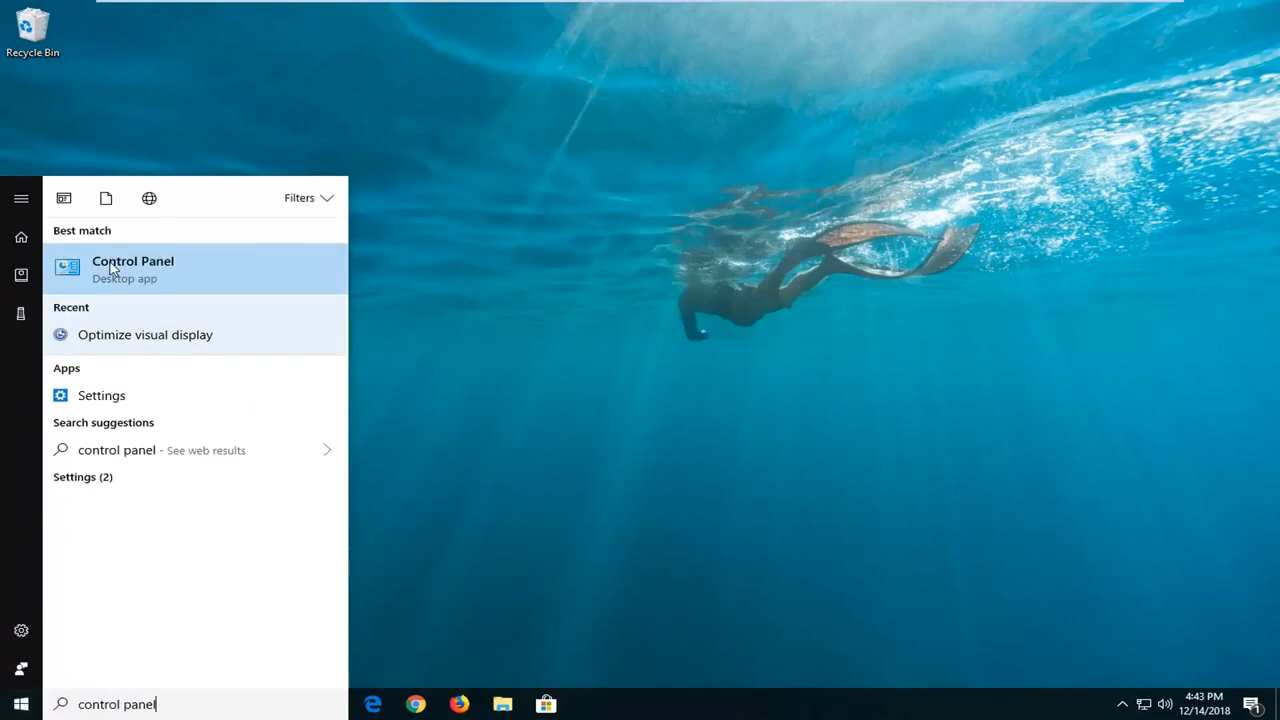 Recycle Bin
Filters
Best match
Control Panel
Desktop app
Recent
Optimize visual display
Apps
Settings
Search suggestions
control panel - See web results
Settings (2)
control panel
4:43 PM
12/14/2018
1